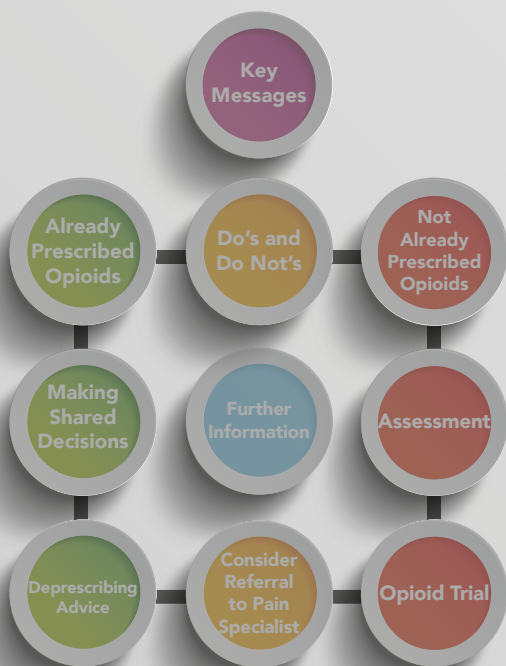 Key
Messages
Already
Prescribed
Opioids
Do's and
Do Not's
Not
Already
Prescribed
Opioids
Making
Shared
Decisions
Further
Information
Assessment
Deprescribing
Advice
Consider
Referral
to Pain
Specialist
Opioid Trial